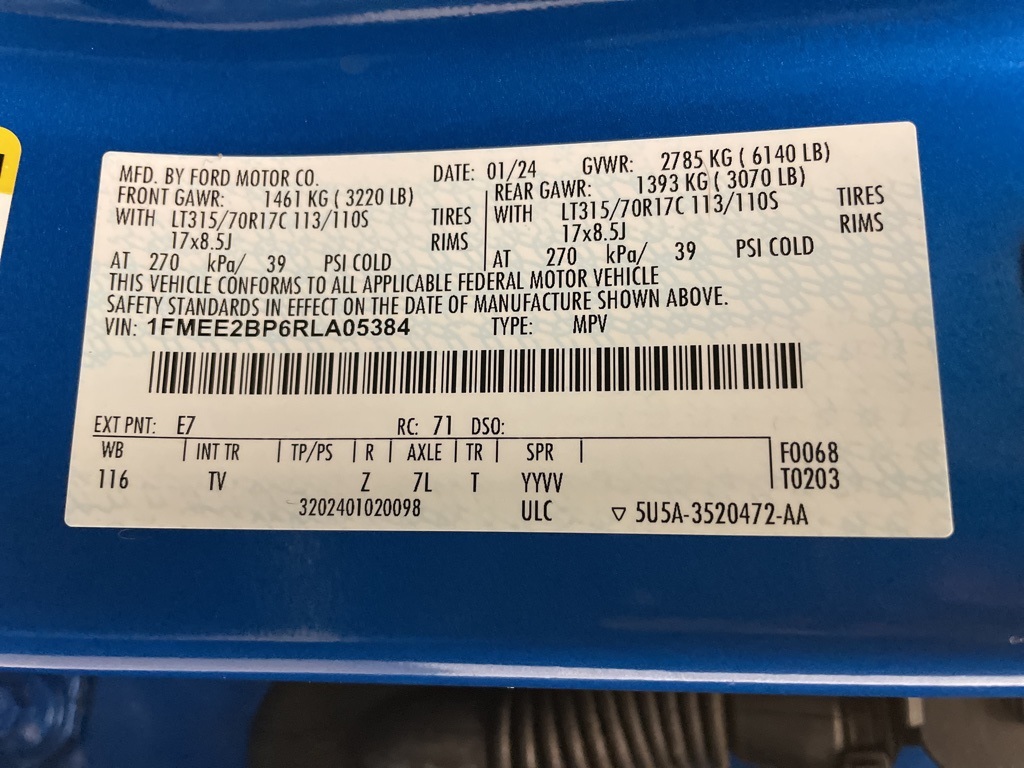 MFD. BY FORD MOTOR CO. DATE: 01/24 GVWR: 2785 KG ( 6140 LB)
FRONT GAWR: 1461 KG ( 3220 LB) REAR GAWR: 1393 KG ( 3070 LB)
WITH LT315/70R17C 113/110S TIRES WITH LT315/70R17C 113/110S TIRES
17x8.5J RIMS 17x8.5J RIMS
AT 270 kPa/ 39 PSI COLD AT 270 kPa/ 39 PSI COLD
THIS VEHICLE CONFORMS TO ALL APPLICABLE FEDERAL MOTOR VEHICLE
SAFETY STANDARDS IN EFFECT ON THE DATE OF MANUFACTURE SHOWN ABOVE.
VIN: 1FMEE2BP6RLA05384 TYPE: MPV
EXT PNT: E7 RC: 71 DSO:
WB | INT TR | TP/PS | R | AXLE | TR | SPR | F0068
116 TV Z 7L T YYVV T0203
3202401020098 ULC ▽ 5U5A-3520472-AA